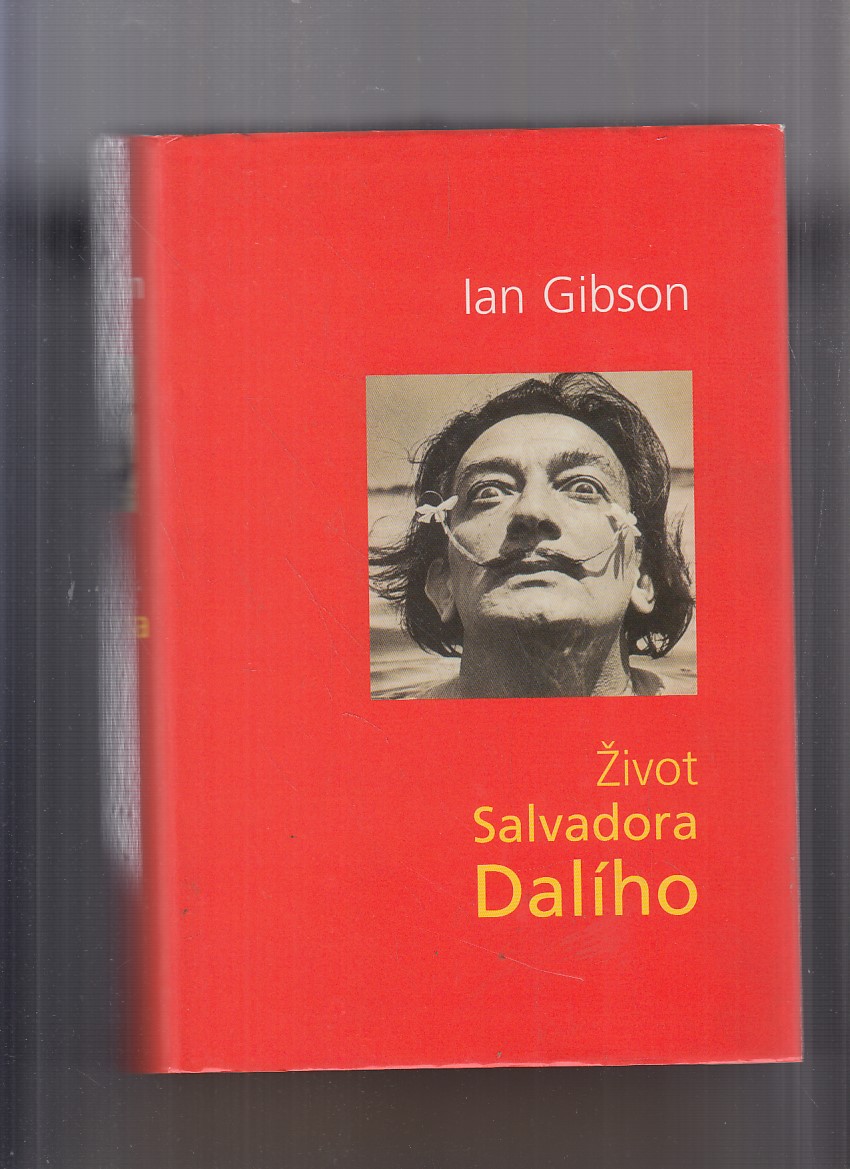 Ian Gibson
Život
Salvadora
Dalího